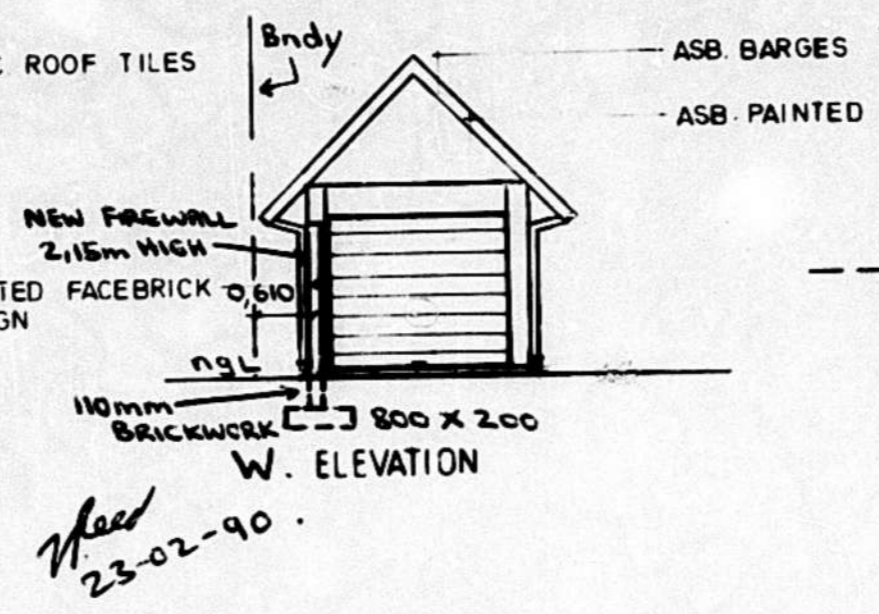 Bndy
ROOF TILES
ASB. BARGES
ASB. PAINTED
NEW FIREWALL
2,15m HIGH
TED FACEBRICK
0,610
GN
ngL
110mm
BRICKWORK
800 X 200
W. ELEVATION
23-02-90.